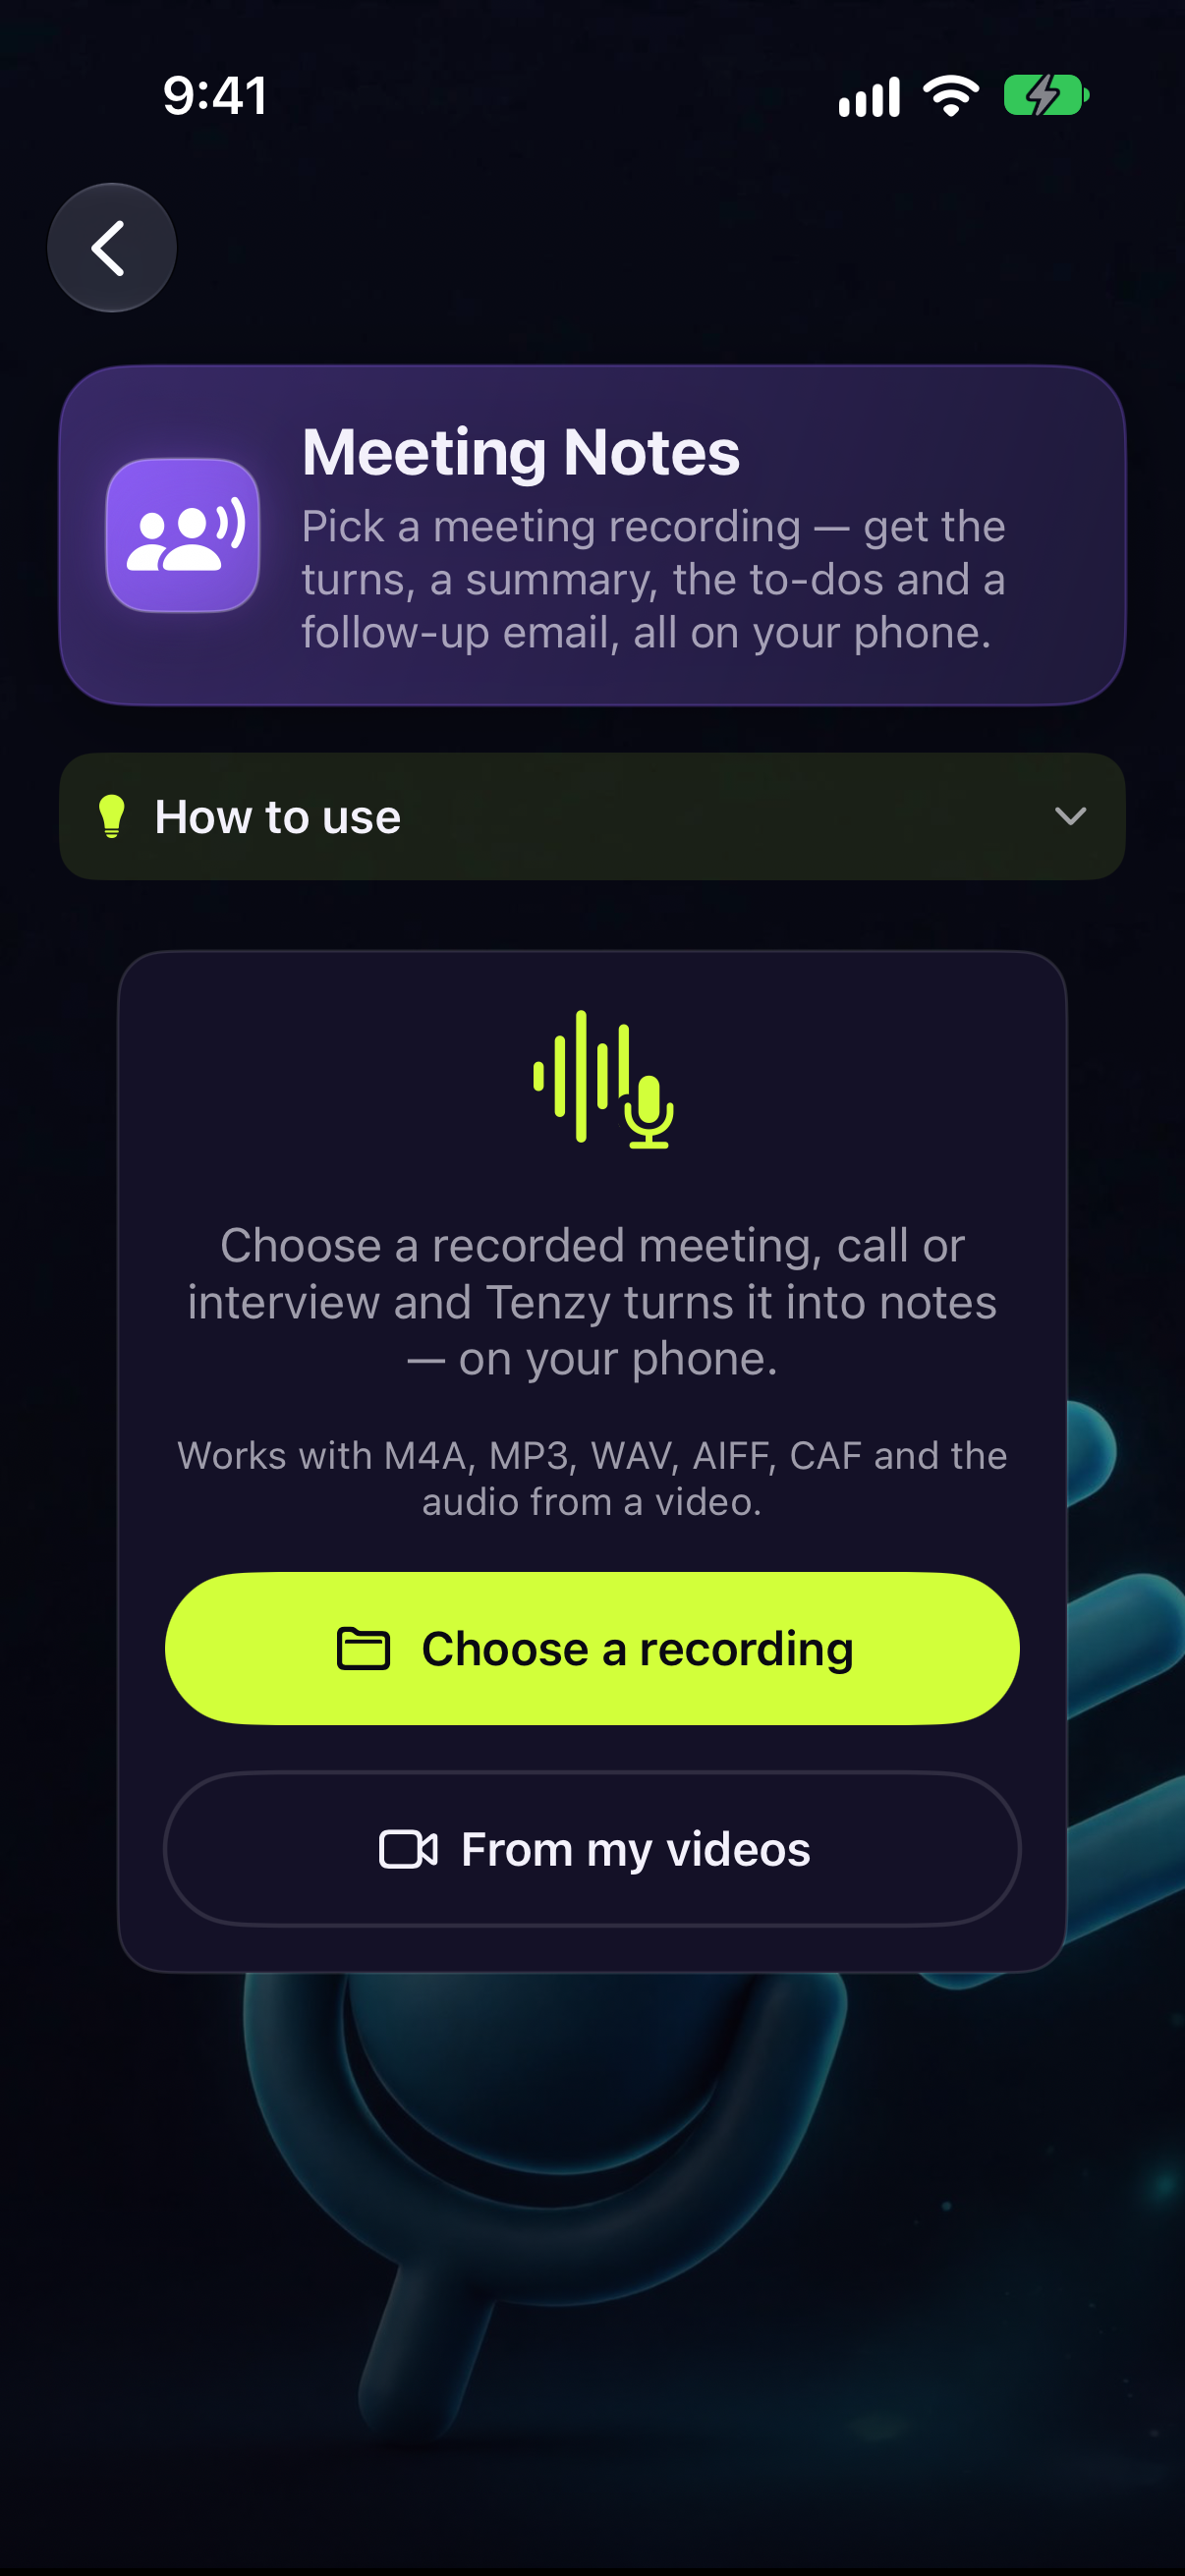 9:41
Meeting Notes
Pick a meeting recording — get the
turns, a summary, the to-dos and a
follow-up email, all on your phone.
How to use
Choose a recorded meeting, call or
interview and Tenzy turns it into notes
— on your phone.
Works with M4A, MP3, WAV, AIFF, CAF and the
audio from a video.
Choose a recording
From my videos